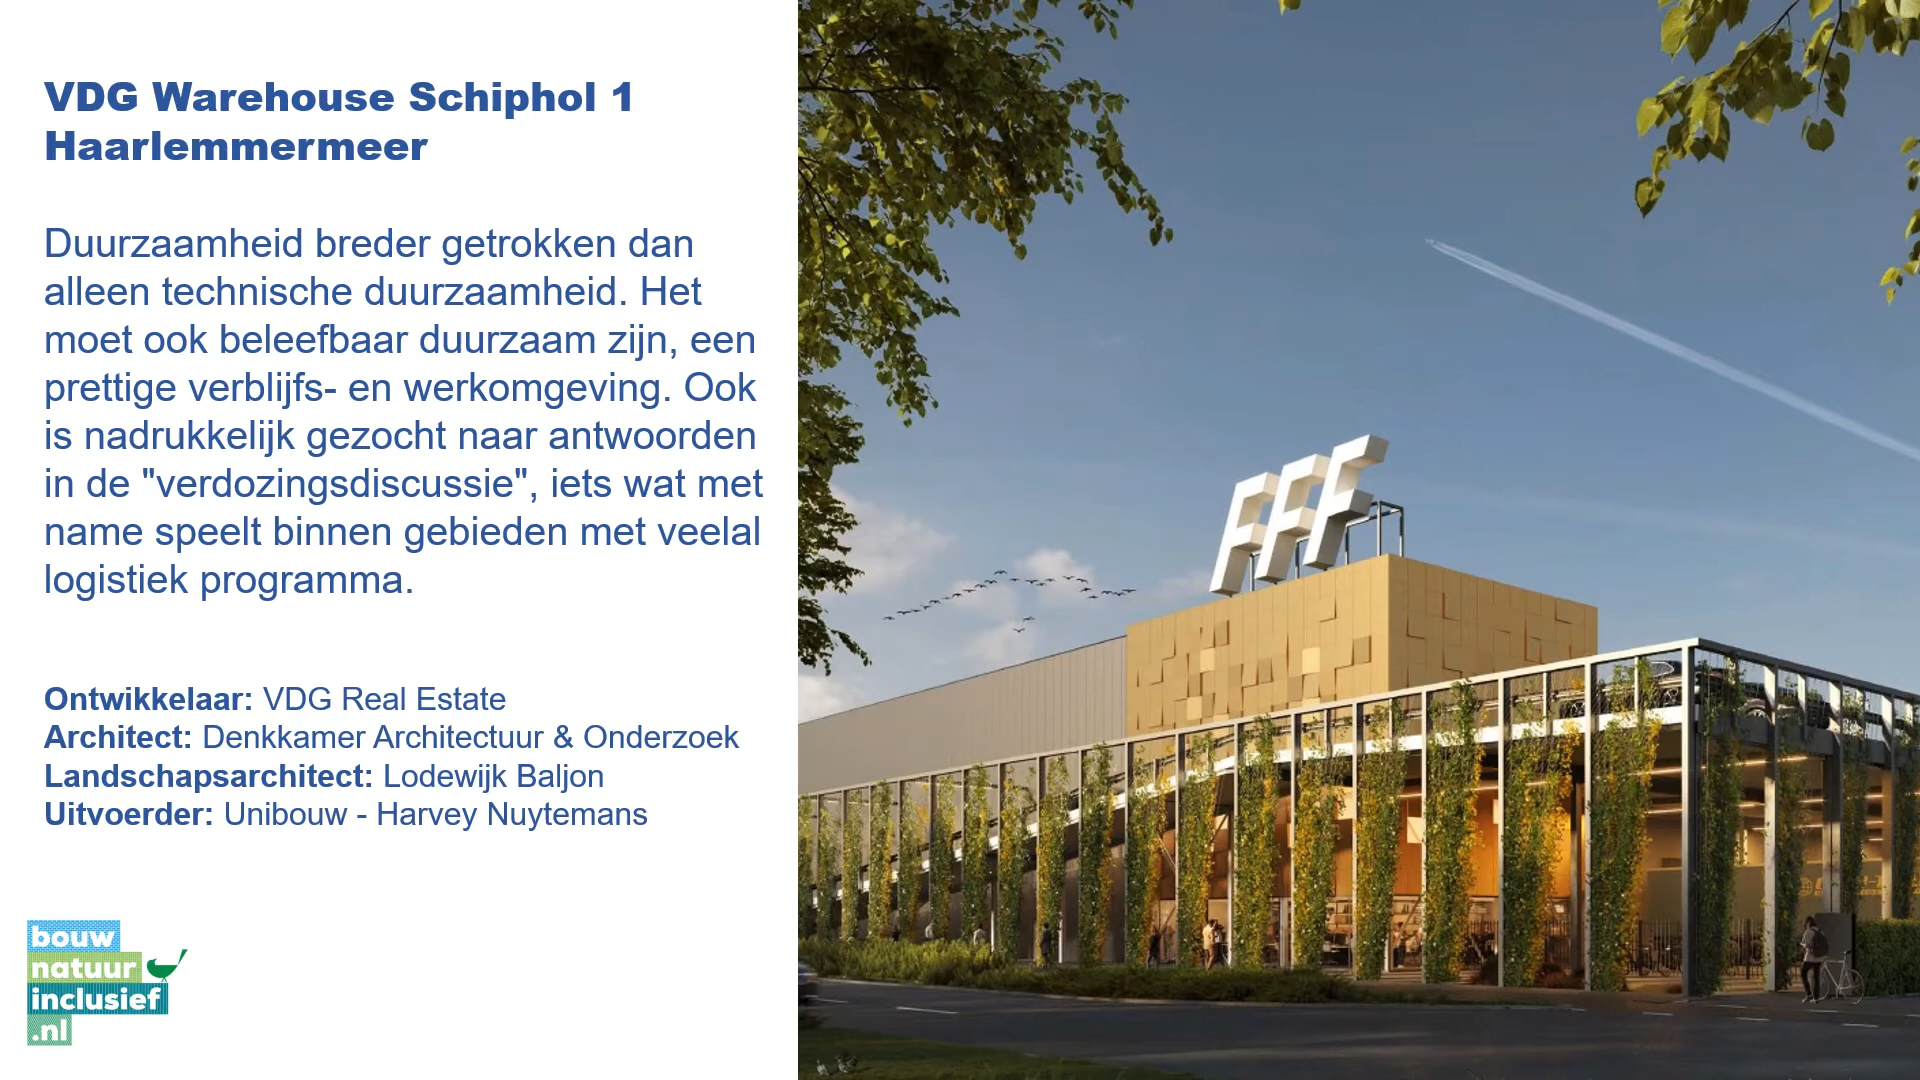 VDG Warehouse Schiphol 1
Haarlemmermeer
Duurzaamheid breder getrokken dan
alleen technische duurzaamheid. Het
moet ook beleefbaar duurzaam zijn, een
prettige verblijfs- en werkomgeving. Ook
is nadrukkelijk gezocht naar antwoorden
in de "verdozingsdiscussie", iets wat met
name speelt binnen gebieden met veelal
logistiek programma.
Ontwikkelaar: VDG Real Estate
Architect: Denkkamer Architectuur & Onderzoek
Landschapsarchitect: Lodewijk Baljon
Uitvoerder: Unibouw - Harvey Nuytemans
bouw
natuur
inclusief
.nl
FFF